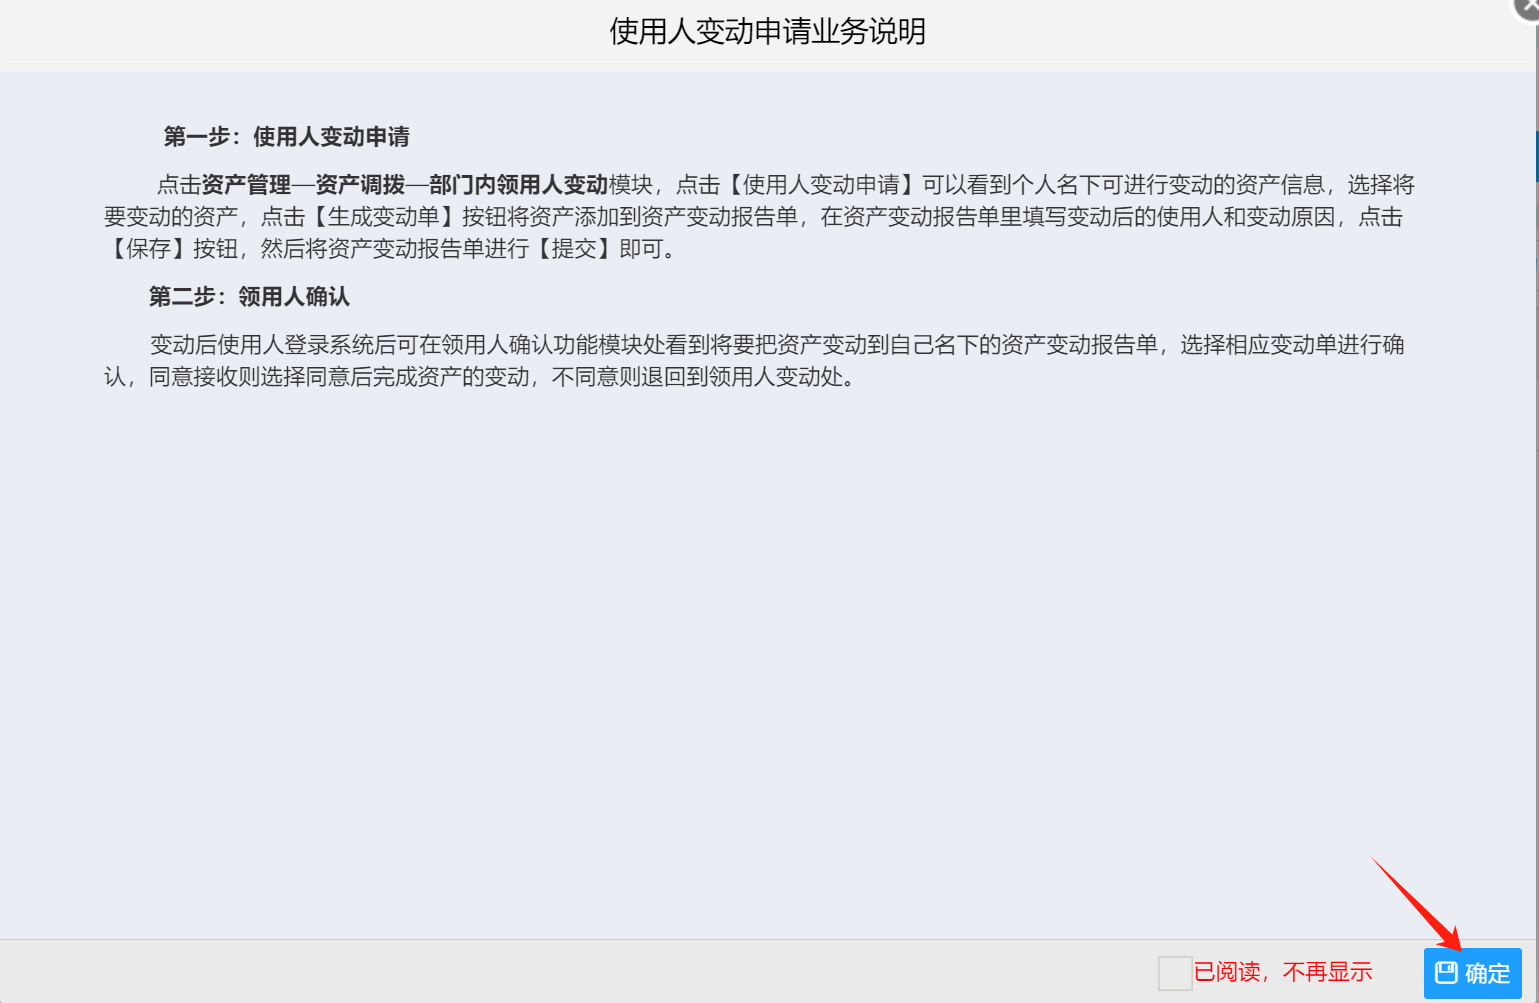 使用人变动申请业务说明
第一步：使用人变动申请
点击资产管理—资产调拨—部门内领用人变动模块，点击【使用人变动申请】可以看到个人名下可进行变动的资产信息，选择将
要变动的资产，点击【生成变动单】按钮将资产添加到资产变动报告单，在资产变动报告单里填写变动后的使用人和变动原因，点击
【保存】按钮，然后将资产变动报告单进行【提交】即可。
第二步：领用人确认
变动后使用人登录系统后可在领用人确认功能模块处看到将要把资产变动到自己名下的资产变动报告单，选择相应变动单进行确
认，同意接收则选择同意后完成资产的变动，不同意则退回到领用人变动处。
已阅读，不再显示
确定